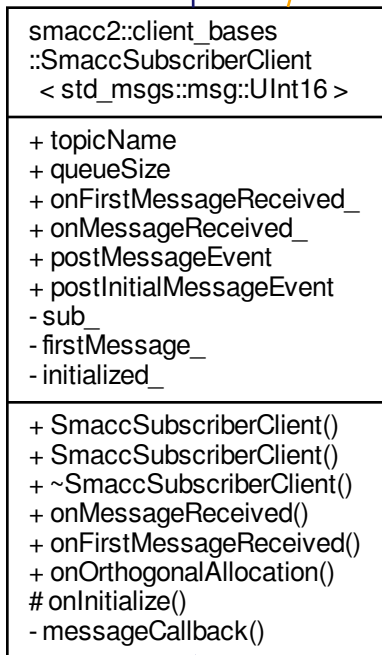 smacc2::client_bases
::SmaccSubscriberClient
< std_msgs::msg::UInt16 >
+ topicName
+ queueSize
+ onFirstMessageReceived_
+ onMessageReceived_
+ postMessageEvent
+ postInitialMessageEvent
- sub_
- firstMessage_
- initialized_
+ SmaccSubscriberClient()
+ SmaccSubscriberClient()
+ ~SmaccSubscriberClient()
+ onMessageReceived()
+ onFirstMessageReceived()
+ onOrthogonalAllocation()
# onInitialize()
- messageCallback()